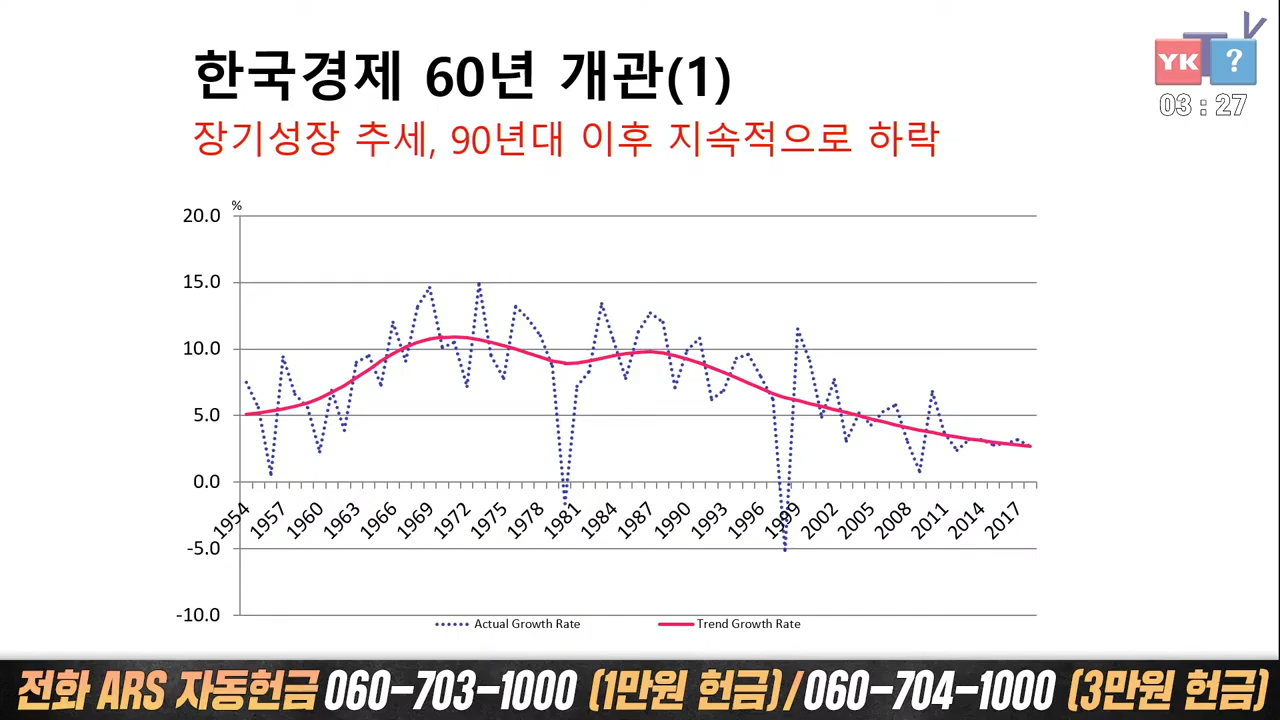 한국경제 60년 개관(1)
장기성장 추세, 90년대 이후 지속적으로 하락
YK T V ?
03 : 27
%
20.0
15.0
10.0
5.0
0.0
-5.0
-10.0
1954 1957 1960 1963 1966 1969 1972 1975 1978 1981 1984 1987 1990 1993 1996 1999 2002 2005 2008 2011 2014 2017
Actual Growth Rate Trend Growth Rate
전화 ARS 자동헌금 060-703-1000 (1만원 헌금)/060-704-1000 (3만원 헌금)